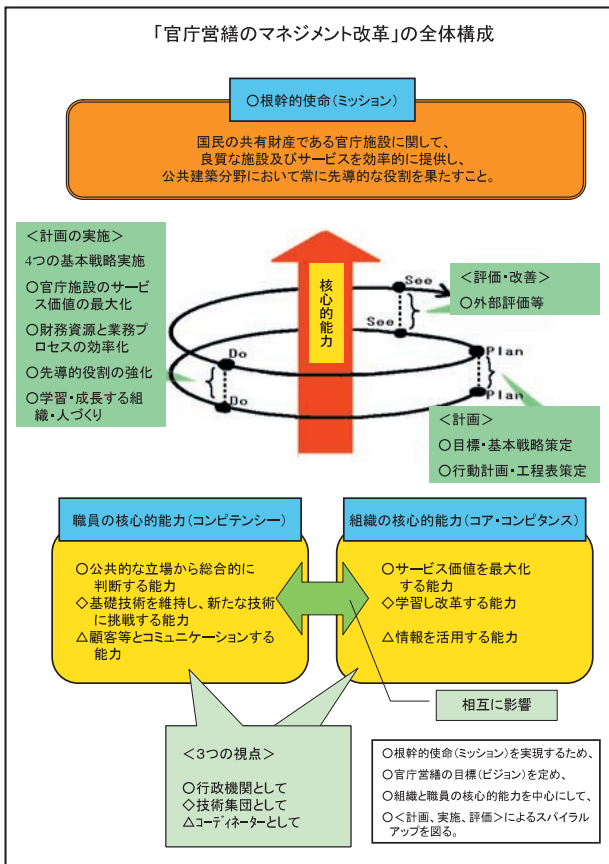 「官庁営繕のマネジメント改革」の全体構成
〇根幹的使命(ミッション)
国民の共有財産である官庁施設に関して、
良質な施設及びサービスを効率的に提供し、
公共建築分野において常に先導的な役割を果たすこと。
＜計画の実施＞
4つの基本戦略実施
〇官庁施設のサービ
ス価値の最大化
〇財務資源と業務プ
ロセスの効率化
〇先導的役割の強化
〇学習・成長する組
織・人づくり
核心的能力
See
See
Do
Do
Plan
Plan
＜評価・改善＞
〇外部評価等
＜計画＞
〇目標・基本戦略策定
〇行動計画・工程表策定
職員の核心的能力(コンピテンシー)
〇公共的な立場から総合的に
判断する能力
◇基礎技術を維持し、新たな技術
に挑戦する能力
△顧客等とコミュニケーションする
能力
組織の核心的能力(コア・コンピタンス)
〇サービス価値を最大化
する能力
◇学習し改革する能力
△情報を活用する能力
相互に影響
＜3つの視点＞
〇行政機関として
◇技術集団として
△コーディネーターとして
〇根幹的使命(ミッション)を実現するため、
〇官庁営繕の目標(ビジョン)を定め、
〇組織と職員の核心的能力を中心にして、
〇＜計画、実施、評価＞によるスパイラル
アップを図る。